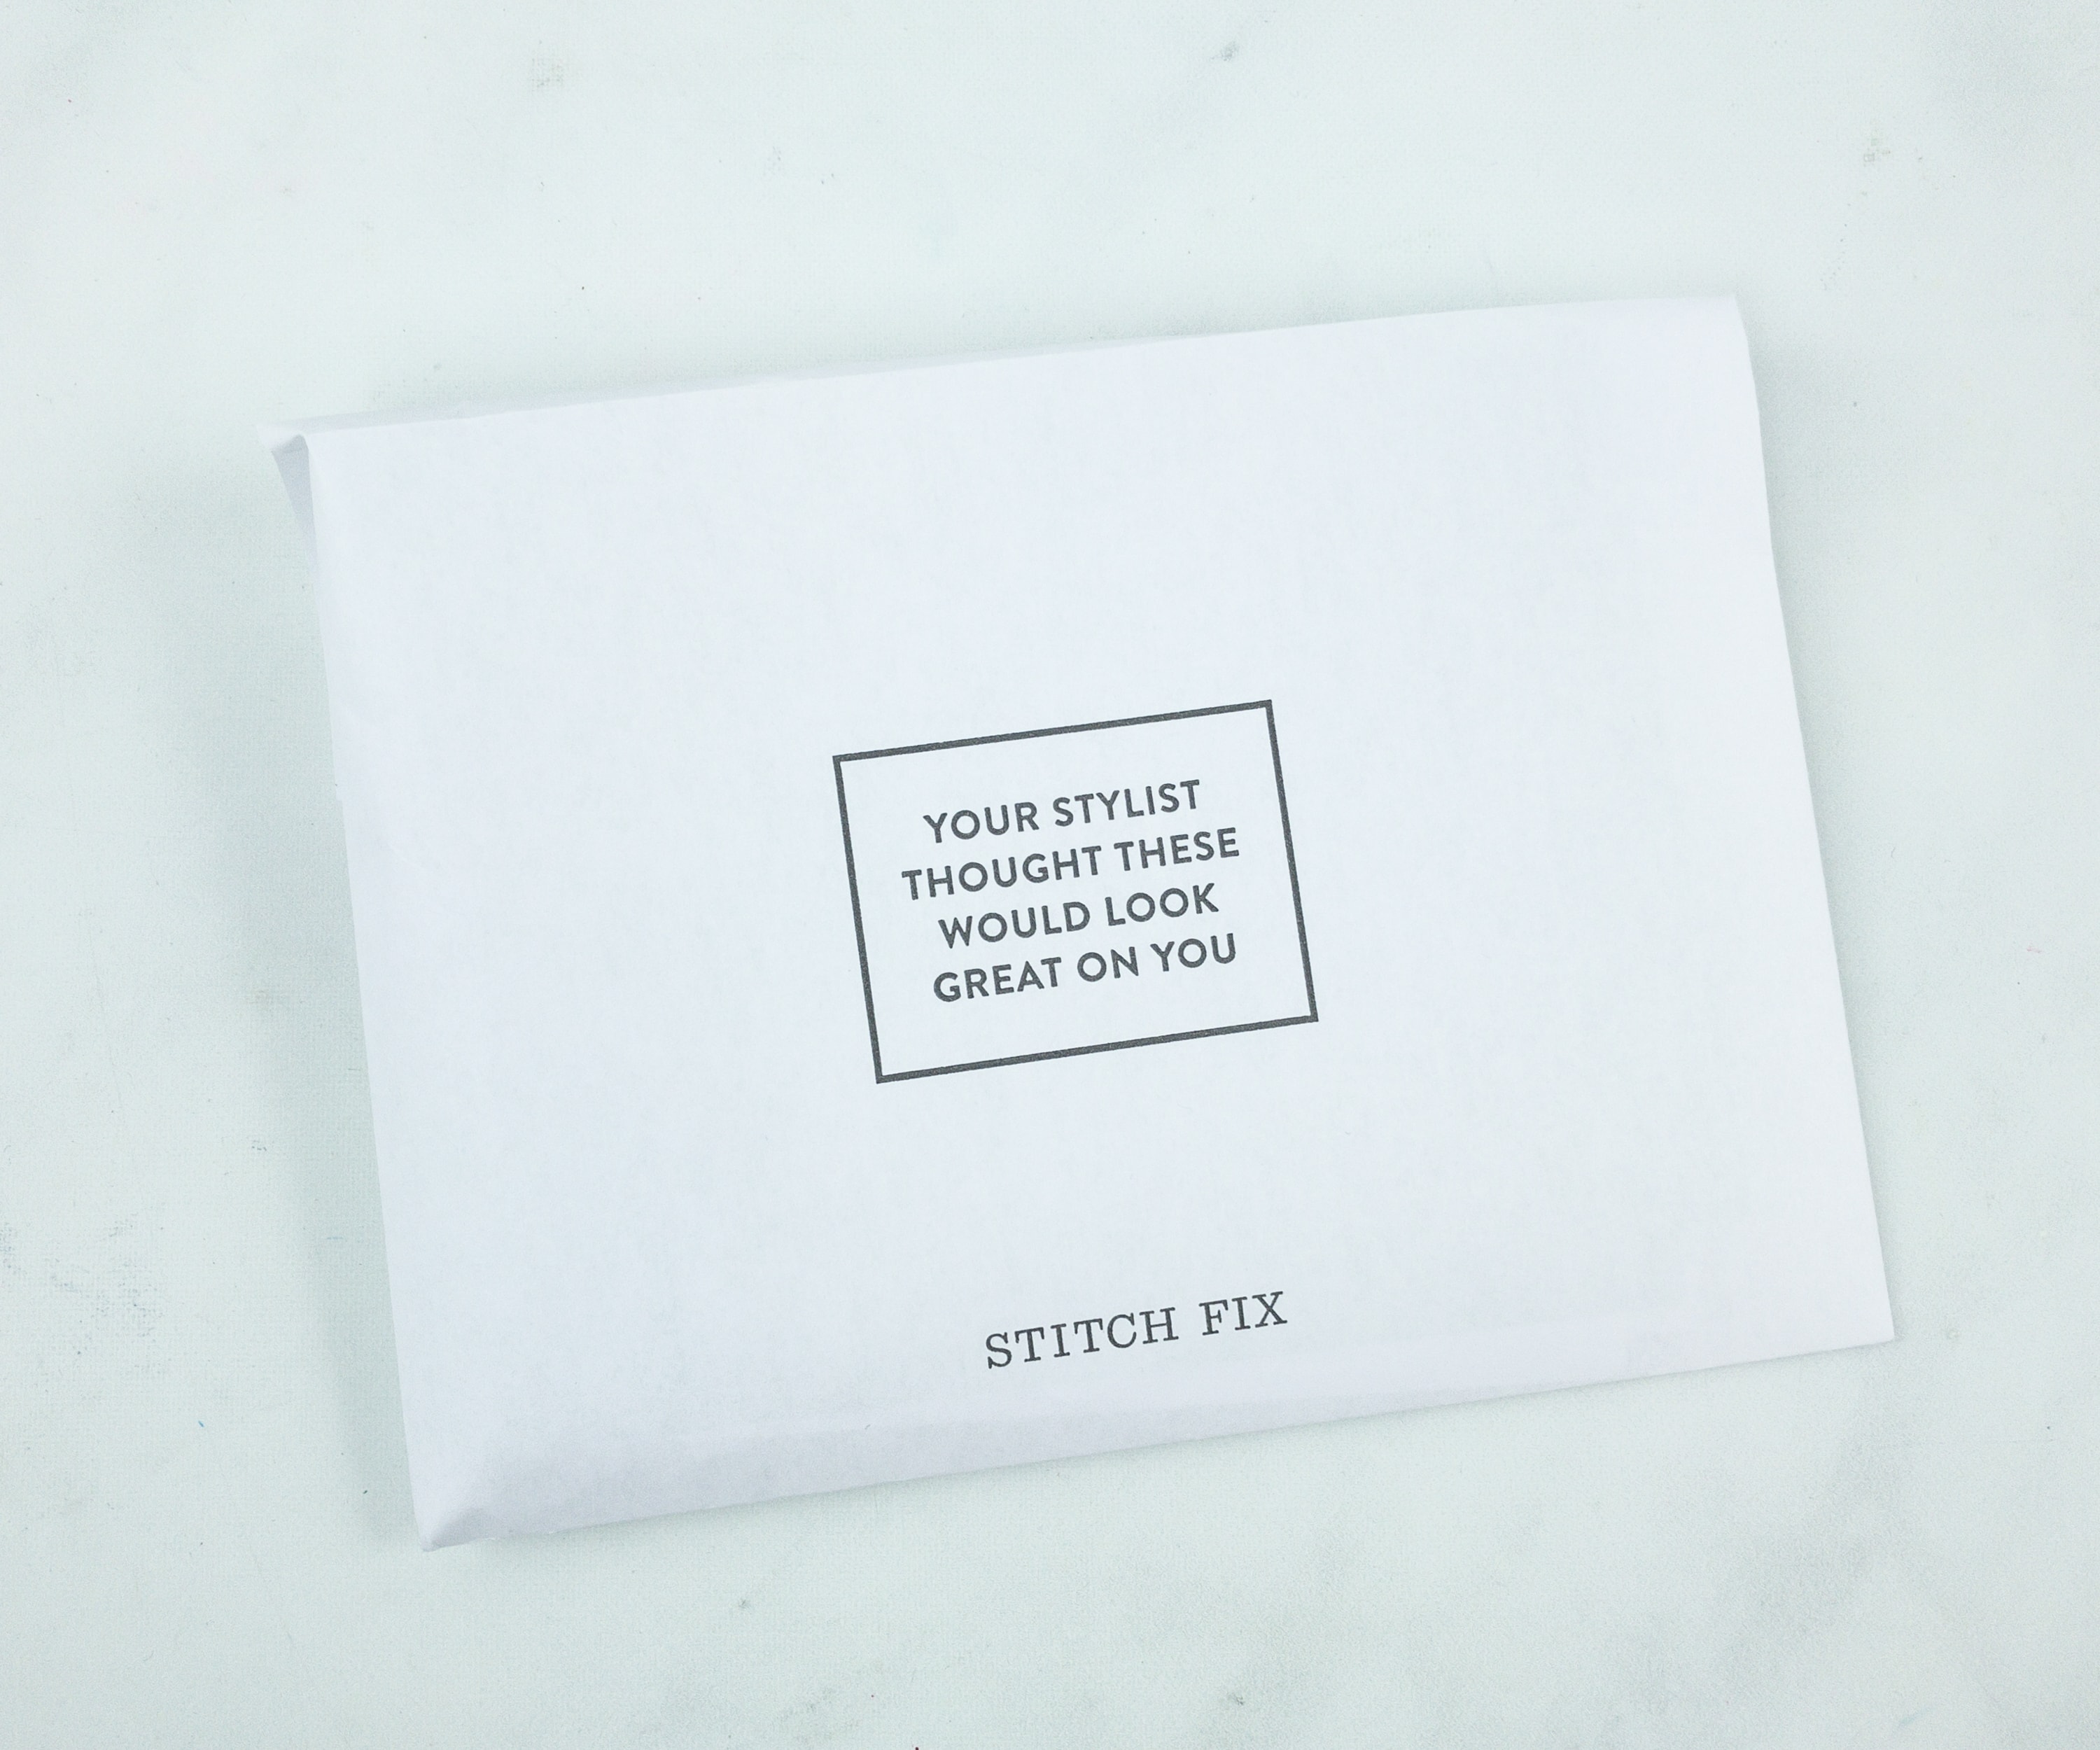 YOUR STYLIST
THOUGHT THESE
WOULD LOOK
GREAT ON YOU
STITCH FIX